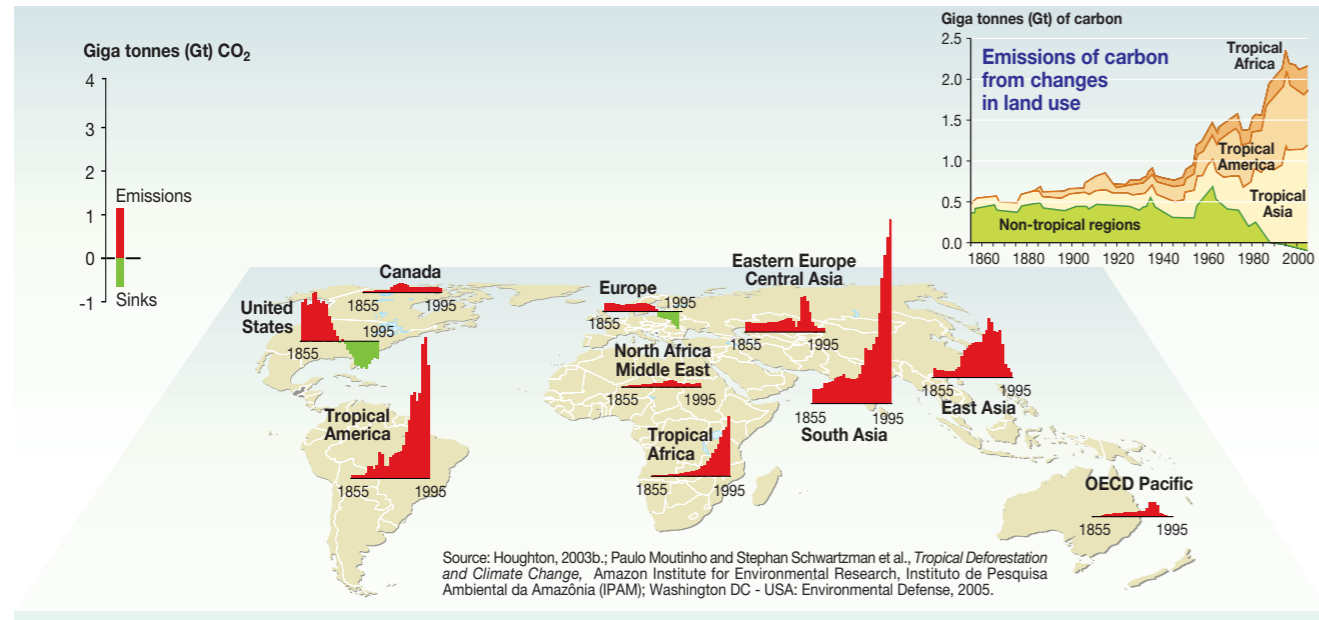 Giga tonnes (Gt) CO2
4
3
2
1
0
-1
Emissions
Sinks
Giga tonnes (Gt) of carbon
2.5
2.0
1.5
1.0
0.5
0.0
Emissions of carbon
from changes
in land use
Tropical
Africa
Tropical
America
Tropical
Asia
Non-tropical regions
1860 1880 1900 1920 1940 1960 1980 2000
Canada
1855 1995
United
States
1855 1995
Europe
1855 1995
Eastern Europe
Central Asia
1855 1995
North Africa
Middle East
1855 1995
Tropical
America
1855 1995
Tropical
Africa
1855 1995
1855 1995
South Asia
1855 1995
East Asia
OECD Pacific
1855 1995
Source: Houghton, 2003b.; Paulo Moutinho and Stephan Schwartzman et al., Tropical Deforestation
and Climate Change, Amazon Institute for Environmental Research, Instituto de Pesquisa
Ambiental da Amazônia (IPAM); Washington DC - USA: Environmental Defense, 2005.